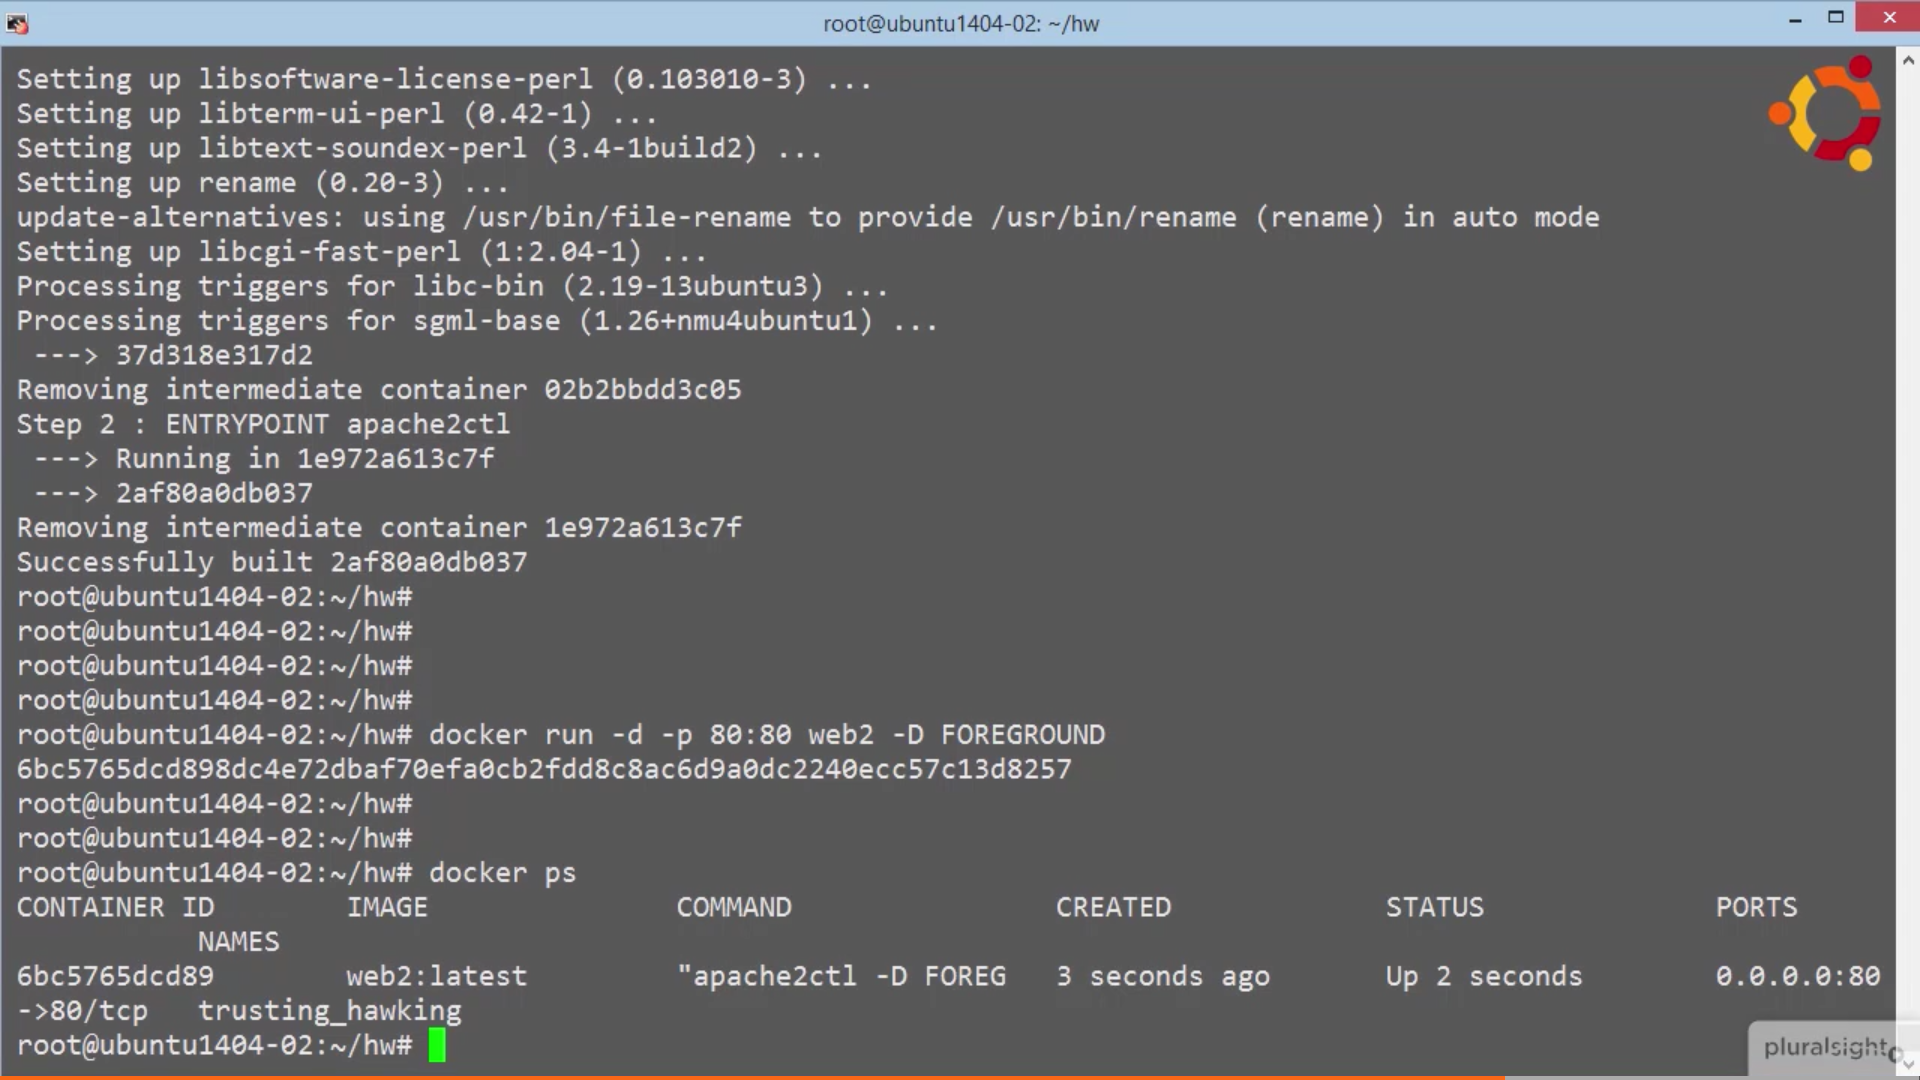 root@ubuntu1404-02: ~/hw
Setting up libsoftware-license-perl (0.103010-3) ...
Setting up libterm-ui-perl (0.42-1) ...
Setting up libtext-soundex-perl (3.4-1build2) ...
Setting up rename (0.20-3) ...
update-alternatives: using /usr/bin/file-rename to provide /usr/bin/rename (rename) in auto mode
Setting up libcgi-fast-perl (1:2.04-1) ...
Processing triggers for libc-bin (2.19-13ubuntu3) ...
Processing triggers for sgml-base (1.26+nmu4ubuntu1) ...
 ---> 37d318e317d2
Removing intermediate container 02b2bbdd3c05
Step 2 : ENTRYPOINT apache2ctl
 ---> Running in 1e972a613c7f
 ---> 2af80a0db037
Removing intermediate container 1e972a613c7f
Successfully built 2af80a0db037
root@ubuntu1404-02:~/hw#
root@ubuntu1404-02:~/hw#
root@ubuntu1404-02:~/hw#
root@ubuntu1404-02:~/hw#
root@ubuntu1404-02:~/hw# docker run -d -p 80:80 web2 -D FOREGROUND
6bc5765dcd898dc4e72dbaf70efa0cb2fdd8c8ac6d9a0dc2240ecc57c13d8257
root@ubuntu1404-02:~/hw#
root@ubuntu1404-02:~/hw#
root@ubuntu1404-02:~/hw# docker ps
CONTAINER ID        IMAGE               COMMAND                CREATED             STATUS              PORTS
           NAMES
6bc5765dcd89        web2:latest         "apache2ctl -D FOREG   3 seconds ago       Up 2 seconds        0.0.0.0:80
->80/tcp   trusting_hawking
root@ubuntu1404-02:~/hw#
pluralsight